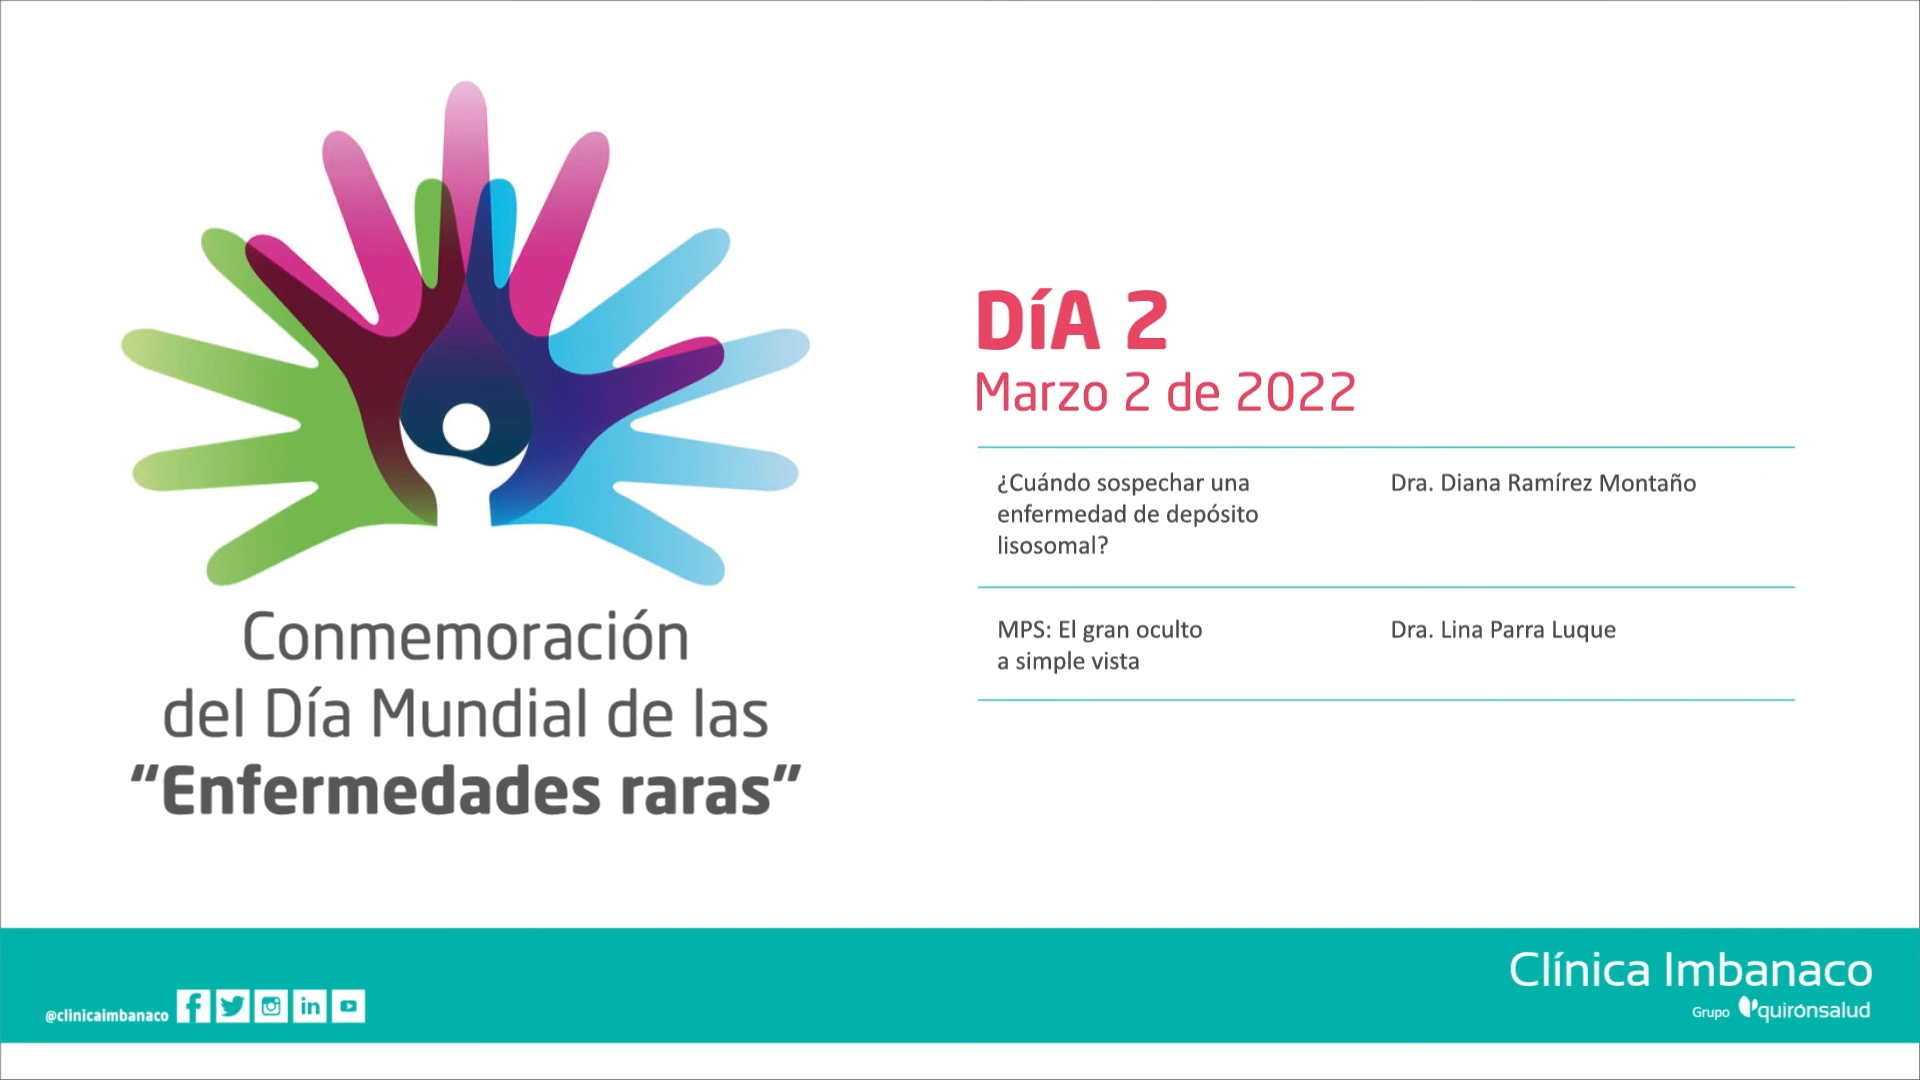 Conmemoración
del Día Mundial de las
“Enfermedades raras”
DíA 2
Marzo 2 de 2022
¿Cuándo sospechar una
enfermedad de depósito
lisosomal?
Dra. Diana Ramírez Montaño
MPS: El gran oculto
a simple vista
Dra. Lina Parra Luque
@clinicaimbanaco
Clínica Imbanaco
Grupo quirónsalud